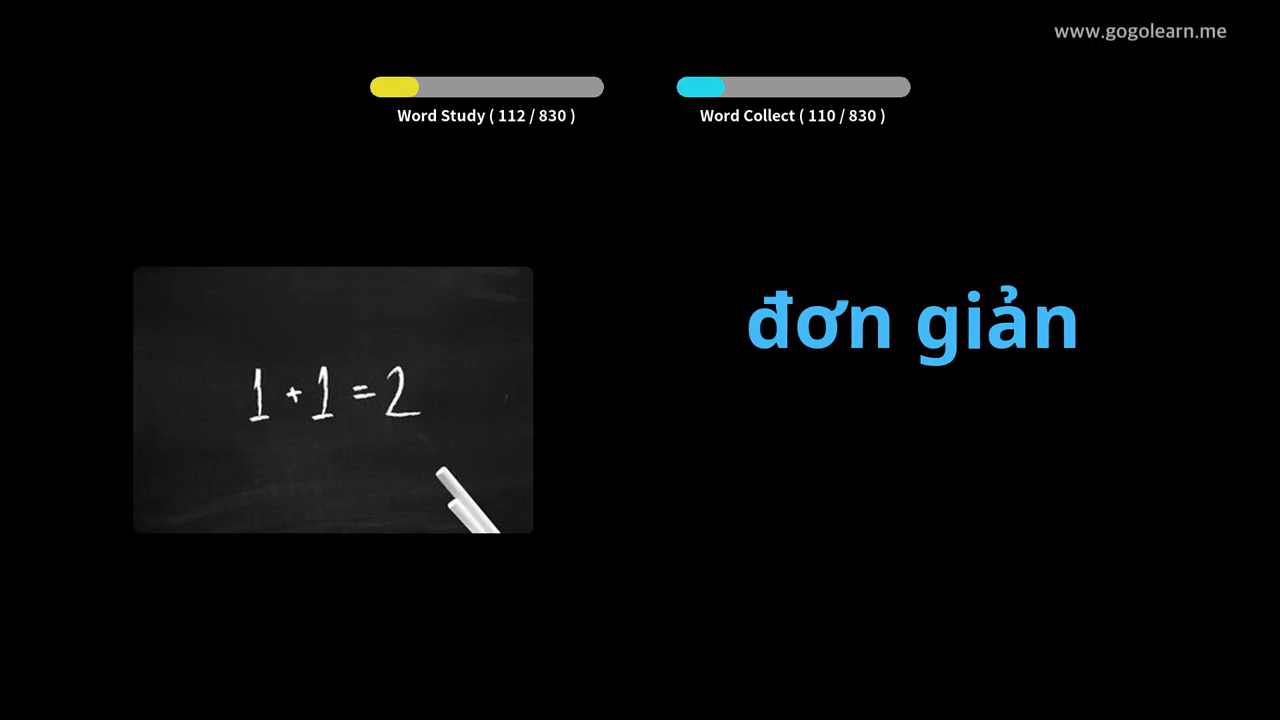 www.gogolearn.me
Word Study ( 112 / 830 )
Word Collect ( 110 / 830 )
đơn giản
1 + 1 = 2